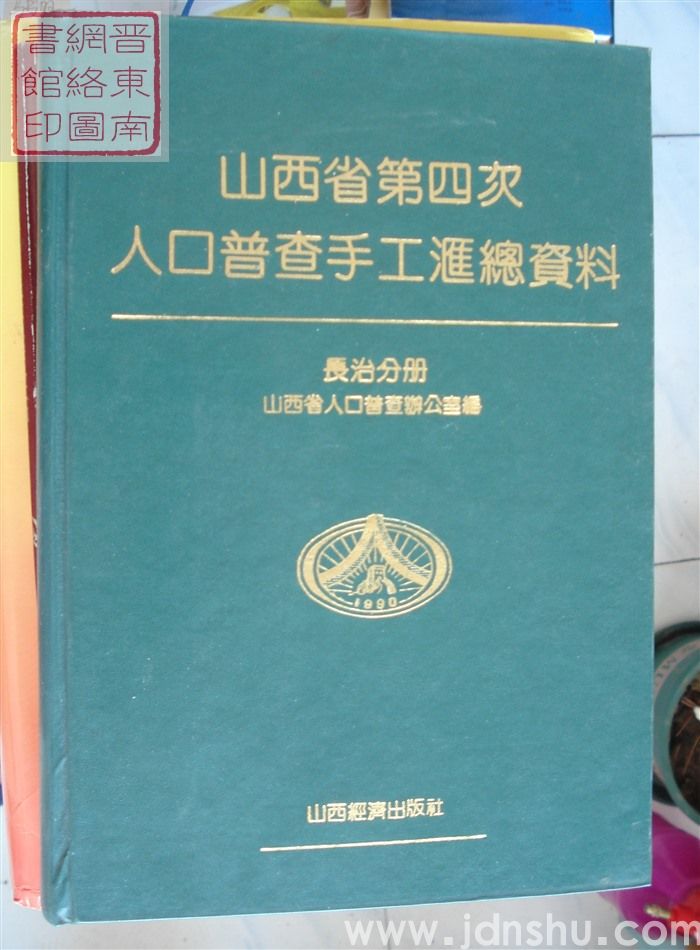 晋東南
網絡圖
書館印
山西省第四次
人口普查手工滙總資料
長治分册
山西省人口普查辦公室編
1990
山西經濟出版社
www.jdnshu.com